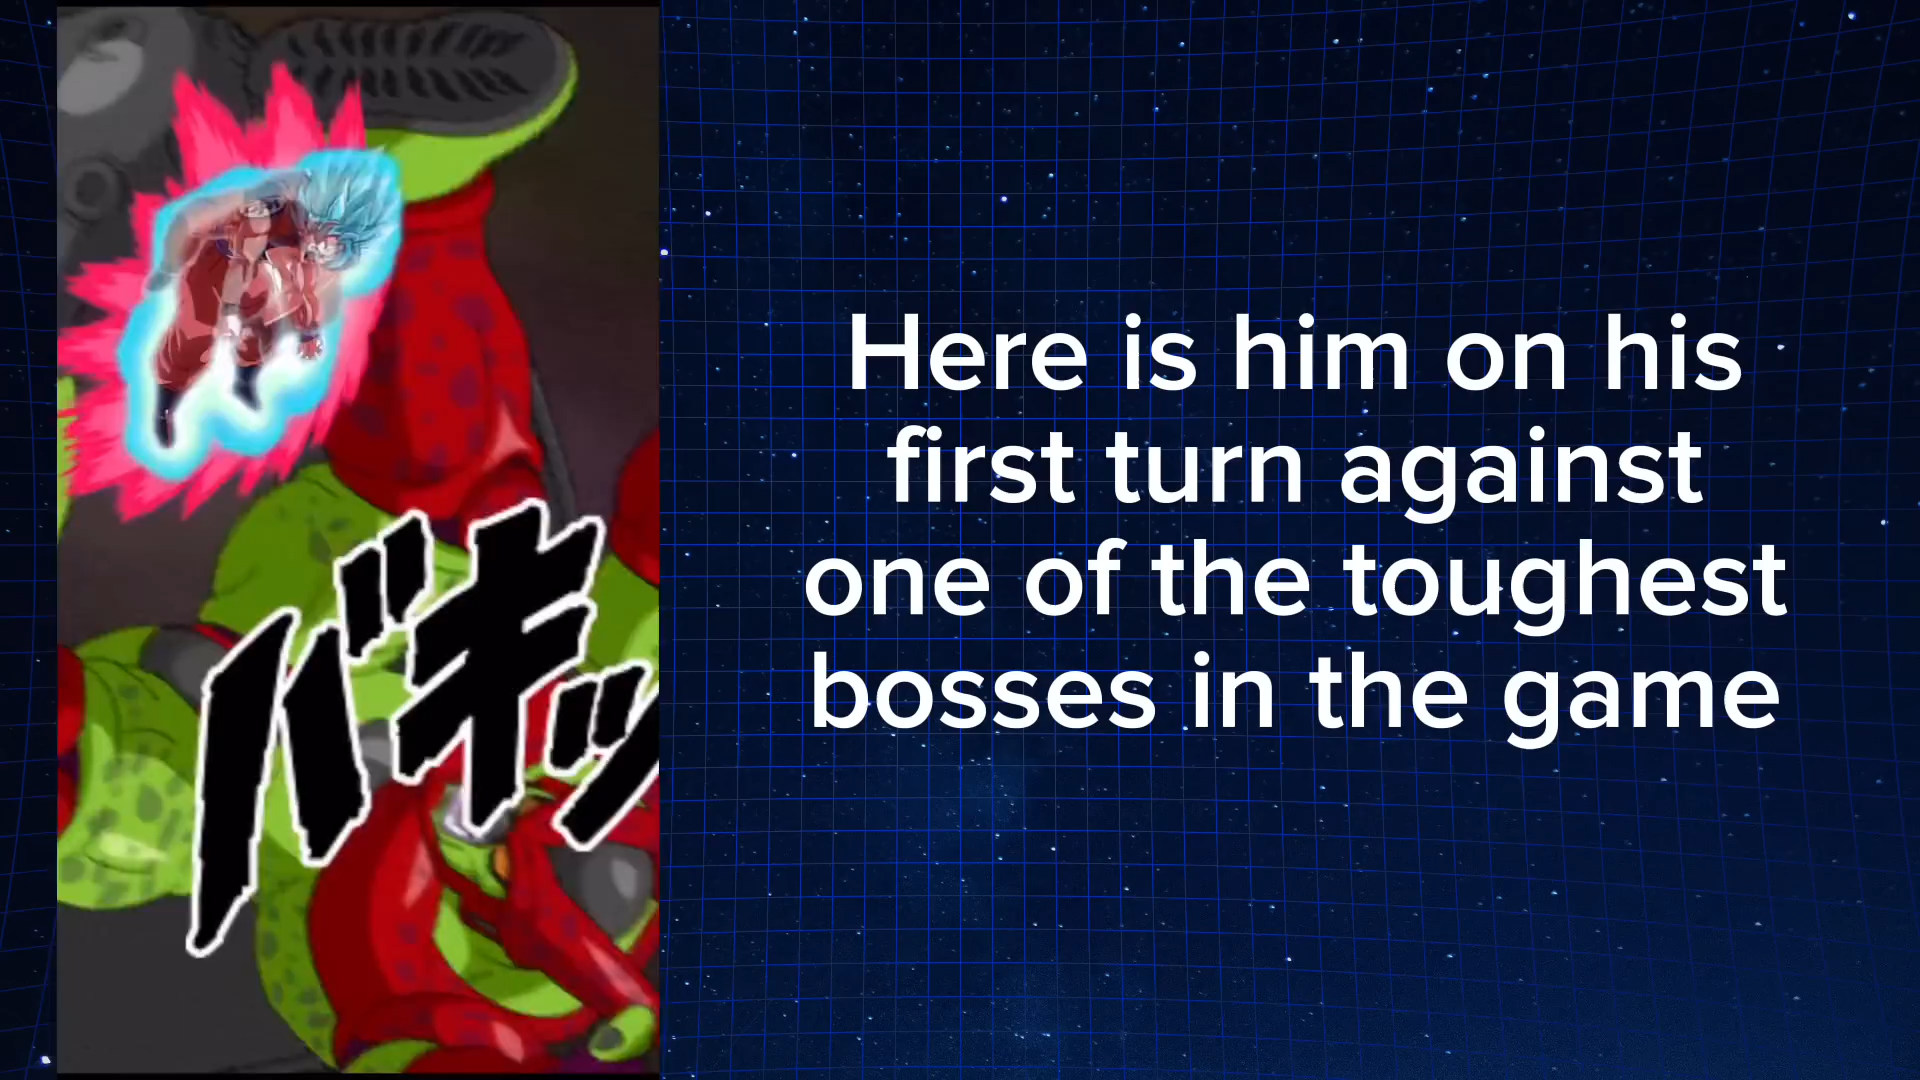 バキッ
Here is him on his
first turn against
one of the toughest
bosses in the game